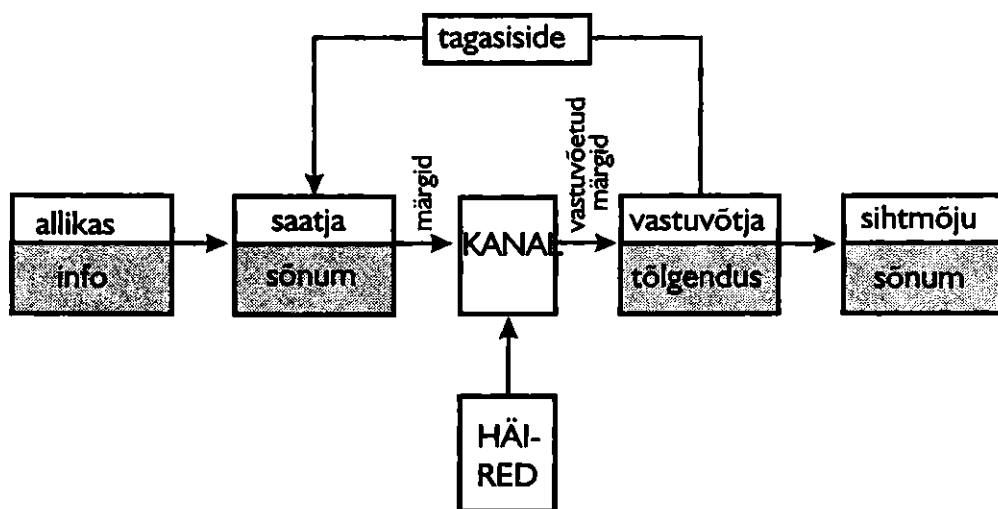 tagasiside
märgid
vastuvõetud
märgid
allikas
info
saatja
sõnum
KANAL
vastuvõtja
tõlgendus
sihtmõju
sõnum
HÄI-
RED